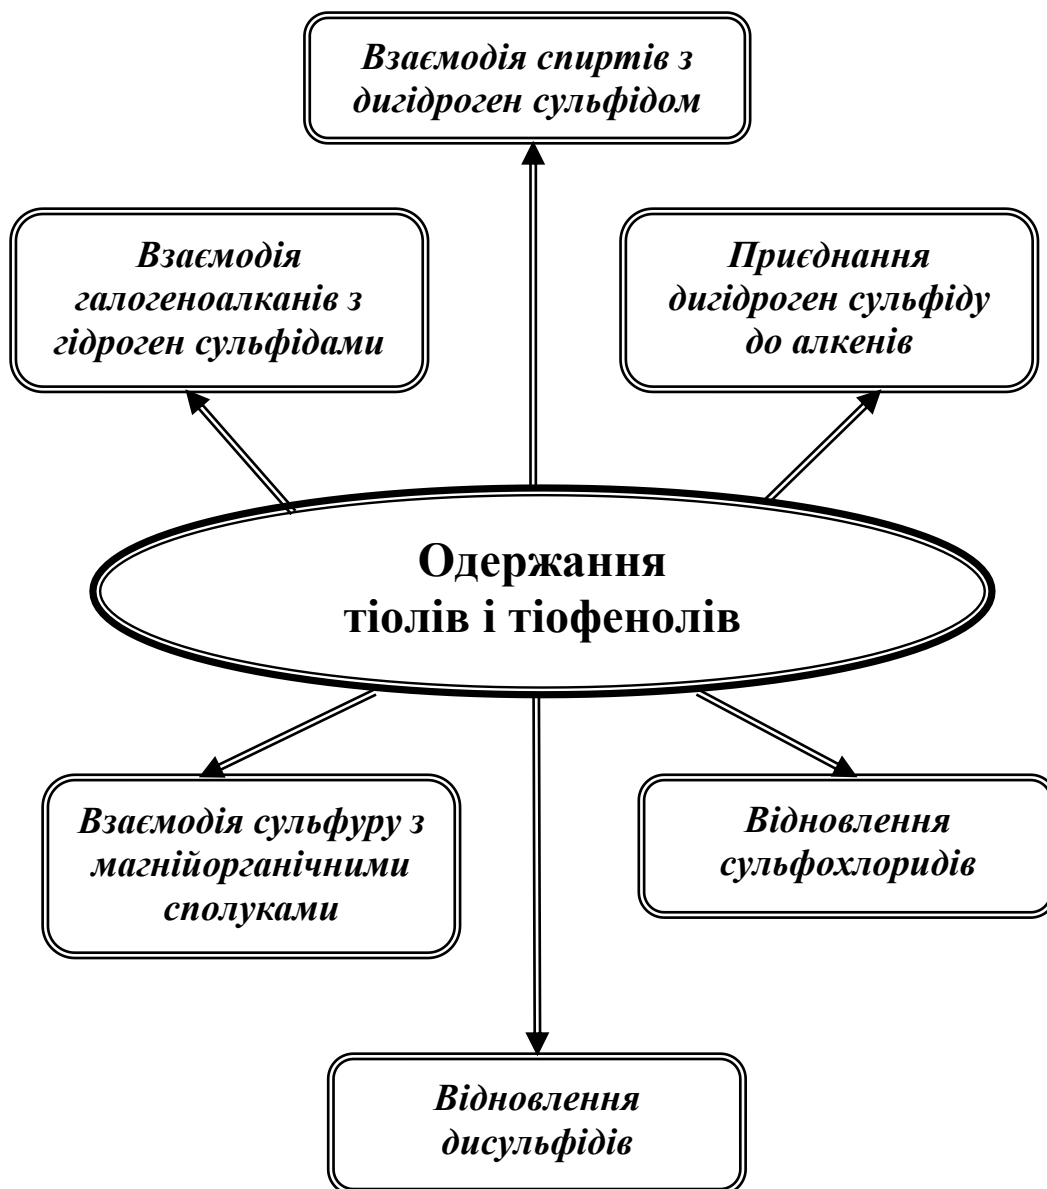 Взаємодія спиртів з
дигідроген сульфідом
Взаємодія
галогеноалканів з
гідроген сульфідами
Приєднання
дигідроген сульфіду
до алкенів
Одержання
тіолів і тіофенолів
Взаємодія сульфуру з
магнійорганічними
сполуками
Відновлення
сульфохлоридів
Відновлення
дисульфідів